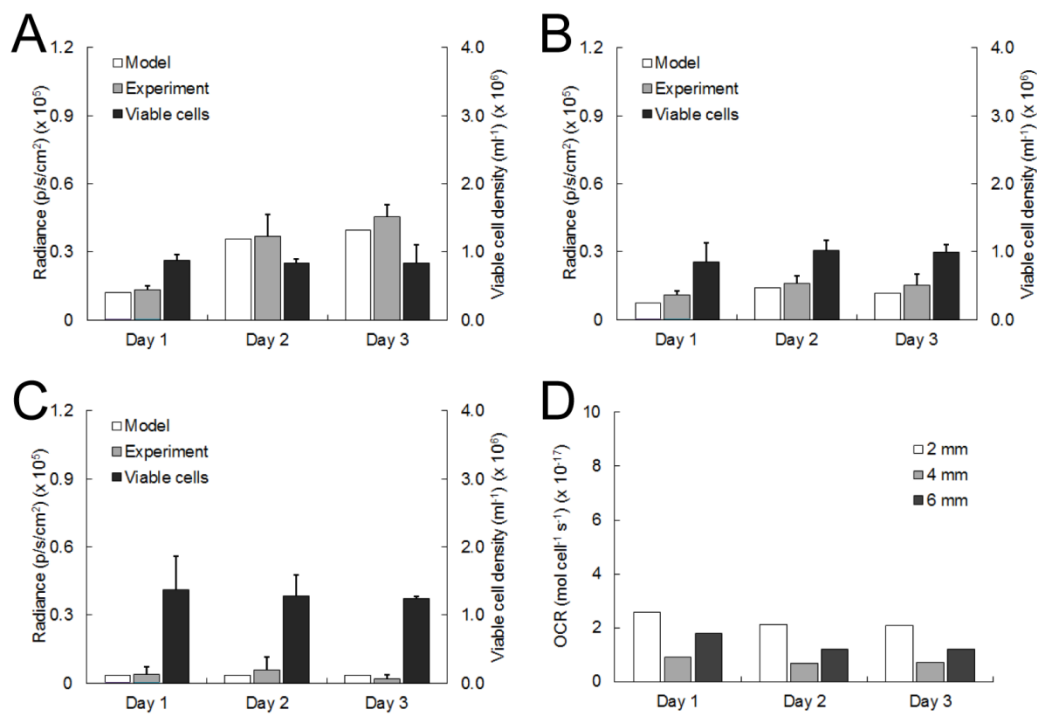 A
1.2
0.9
0.6
0.3
0
Radiance (p/s/cm²) (x 10⁵)
Model
Experiment
Viable cells
4.0
3.0
2.0
1.0
0.0
Viable cell density (ml⁻¹) (x 10⁶)
Day 1
Day 2
Day 3
B
1.2
0.9
0.6
0.3
0
Radiance (p/s/cm²) (x 10⁵)
Model
Experiment
Viable cells
4.0
3.0
2.0
1.0
0.0
Viable cell density (ml⁻¹) (x 10⁶)
Day 1
Day 2
Day 3
C
1.2
0.9
0.6
0.3
0
Radiance (p/s/cm²) (x 10⁵)
Model
Experiment
Viable cells
4.0
3.0
2.0
1.0
0.0
Viable cell density (ml⁻¹) (x 10⁶)
Day 1
Day 2
Day 3
D
10
8
6
4
2
0
OCR (mol cell⁻¹ s⁻¹) (x 10⁻¹⁷)
2 mm
4 mm
6 mm
Day 1
Day 2
Day 3